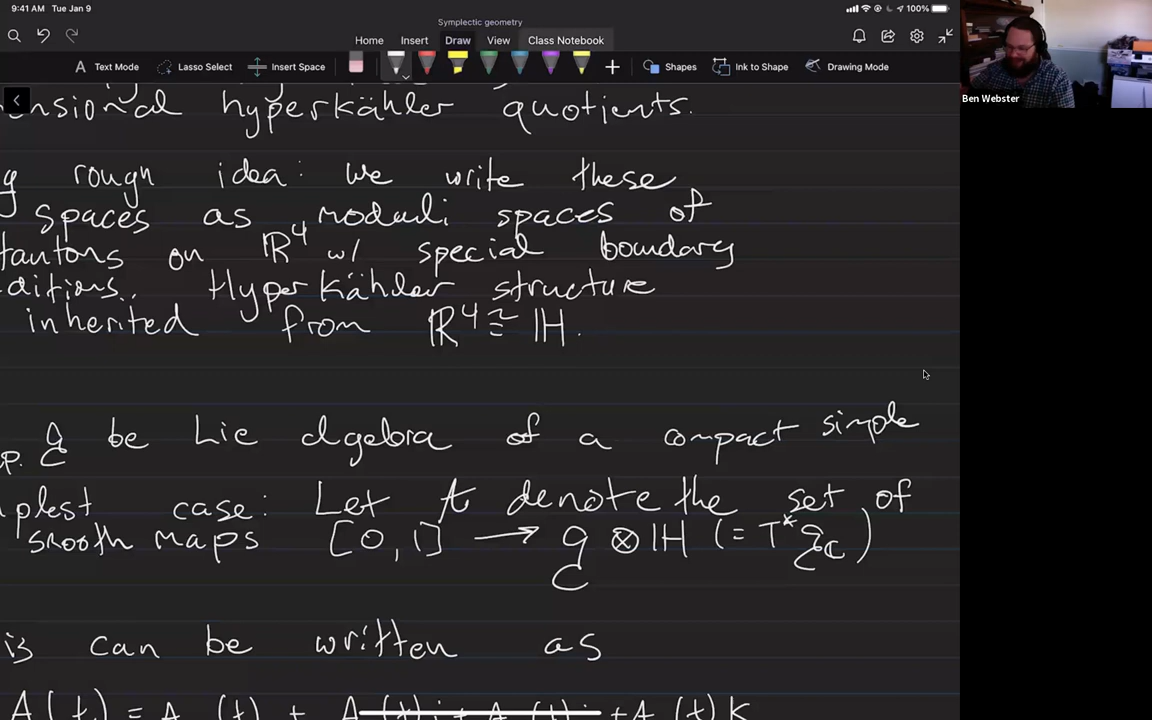 9:41 AM Tue Jan 9
100%
Symplectic geometry
Home Insert Draw View Class Notebook
Text Mode Lasso Select Insert Space Shapes Ink to Shape Drawing Mode
Ben Webster
ensional hyperkähler quotients.
g rough idea: we write these
spaces as moduli spaces of
tantons on ℝ⁴ w/ special boundary
ditions. Hyperkähler structure
inherited from ℝ⁴ ≅ ℍ.
p. g be Lie algebra of a compact simple
plest case: Let A denote the set of
smooth maps [0,1] → g ⊗ ℍ (= T*g_C)
is can be written as
A(t) = A (t) + A (t) i + A (t) j + A (t) k